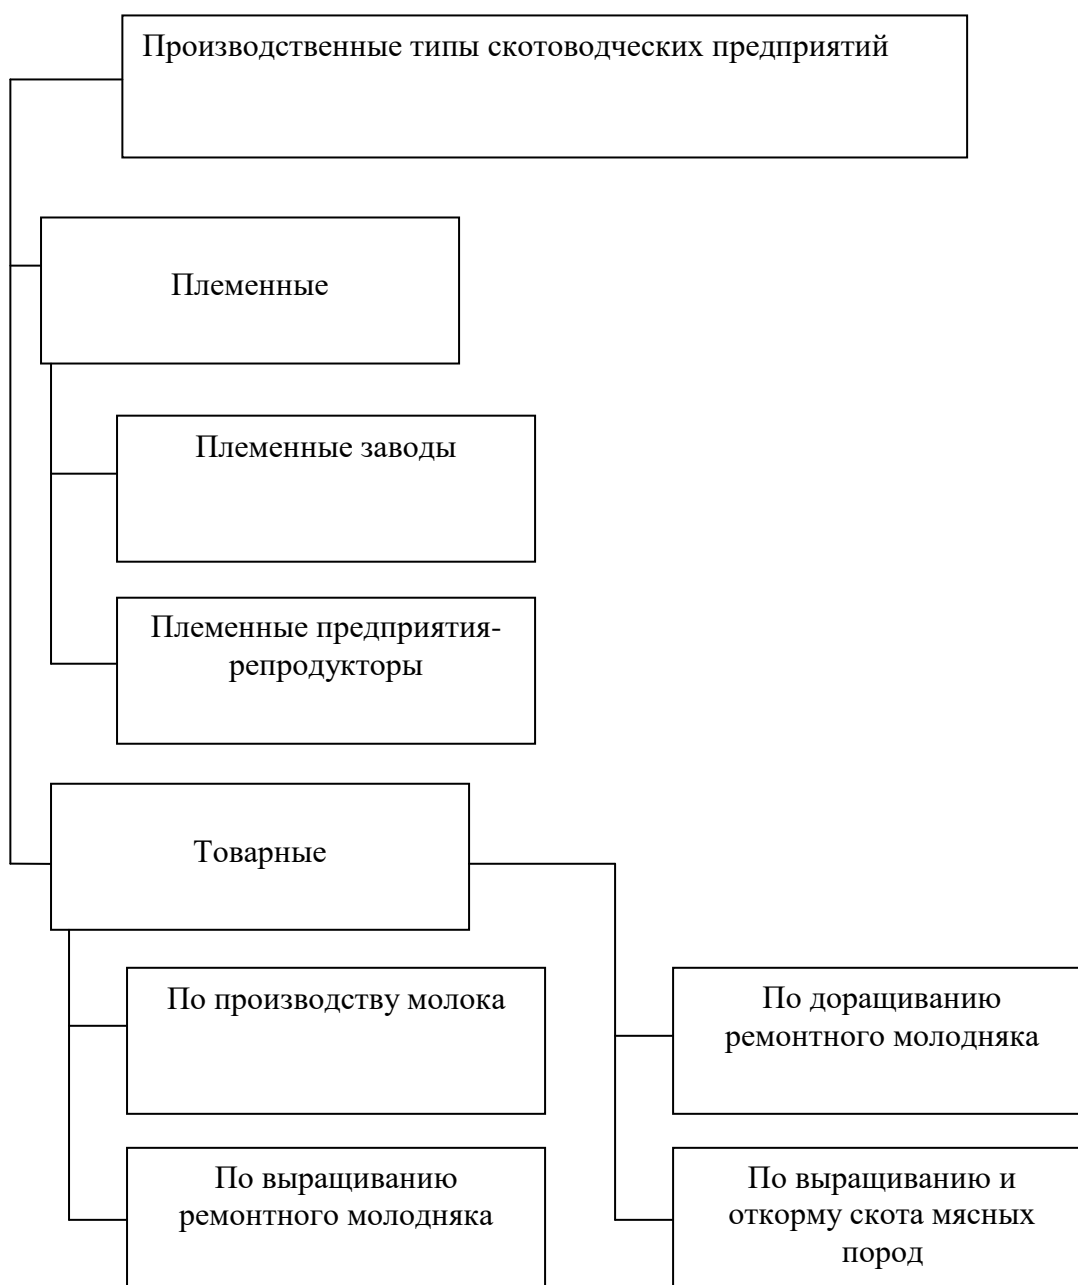 Производственные типы скотоводческих предприятий
Племенные
Племенные заводы
Племенные предприятия-
репродукторы
Товарные
По производству молока
По доращиванию
ремонтного молодняка
По выращиванию
ремонтного молодняка
По выращиванию и
откорму скота мясных
пород